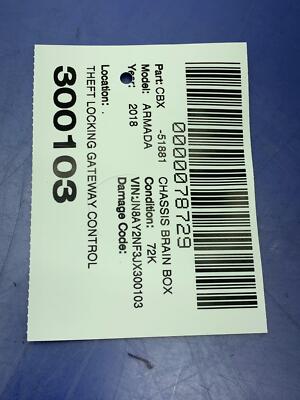 0000078729
Part: CBX -51881 CHASSIS BRAIN BOX
Model: ARMADA Condition: 72K
Year: 2018 VIN:JN8AY2NF3JX300103
Damage Code:
Location: .
THEFT LOCKING GATEWAY CONTROL
300103